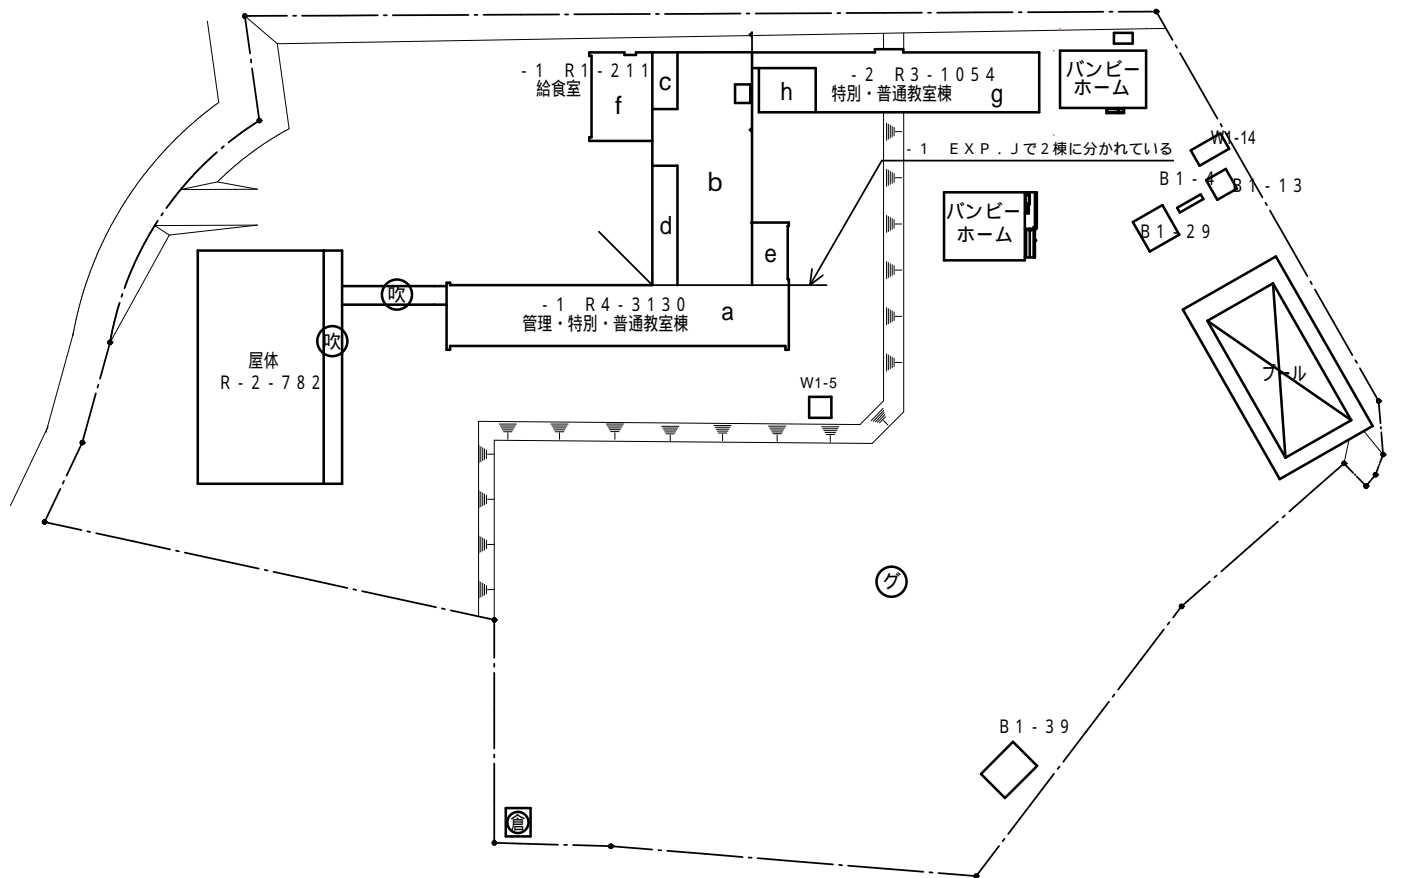 -１ Ｒ１-２１１
給食室
c
f
-２ Ｒ３-１０５４
特別・普通教室棟
h
g
バンビー
ホーム
-１ ＥＸＰ．Ｊで２棟に分かれている
W1-14
Ｂ１-４
Ｂ１-１３
Ｂ１-２９
b
d
e
バンビー
ホーム
吹
-１ Ｒ４-３１３０
管理・特別・普通教室棟
a
吹
屋体
Ｒ-２-７８２
プール
W1-5
グ
Ｂ１-３９
倉